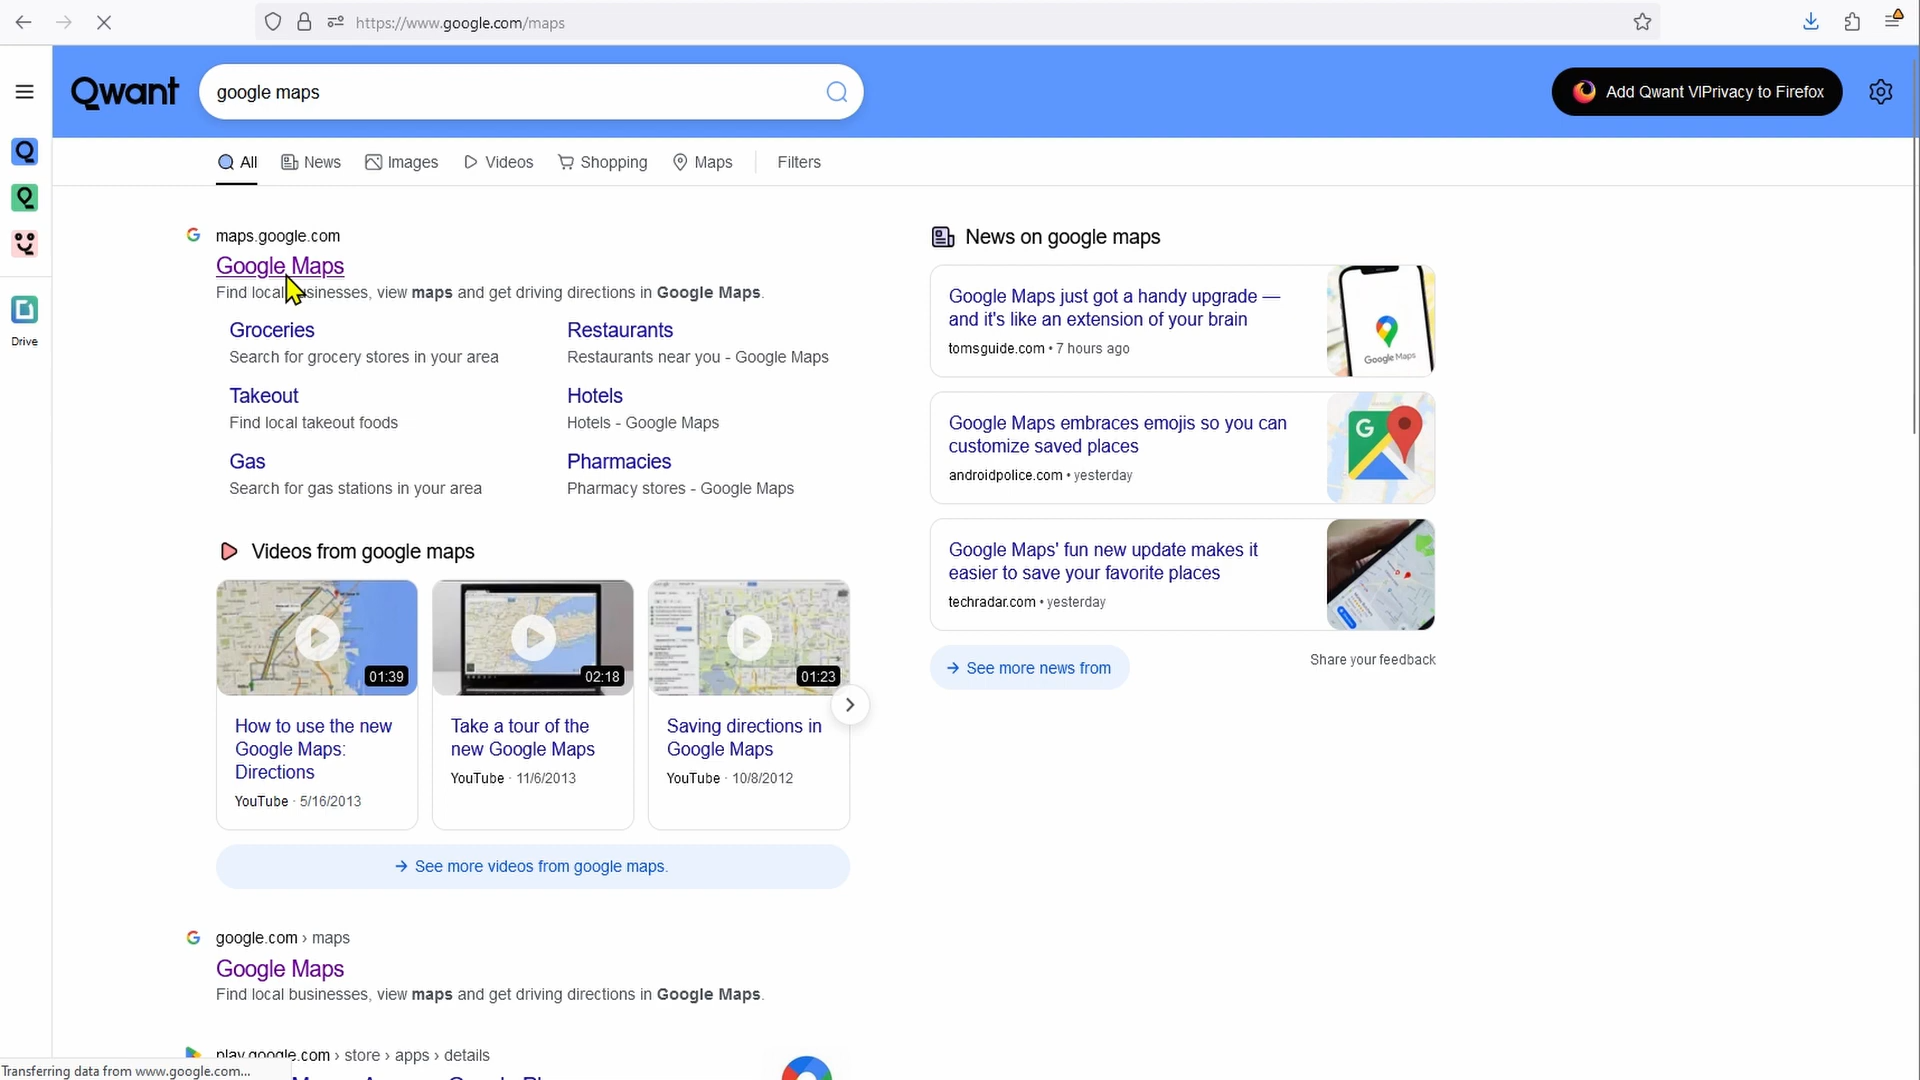 https://www.google.com/maps
Qwant
google maps
Add Qwant VIPrivacy to Firefox
All
News
Images
Videos
Shopping
Maps
Filters
Drive
maps.google.com
Google Maps
Find local businesses, view maps and get driving directions in Google Maps.
Groceries
Search for grocery stores in your area
Restaurants
Restaurants near you - Google Maps
Takeout
Find local takeout foods
Hotels
Hotels - Google Maps
Gas
Search for gas stations in your area
Pharmacies
Pharmacy stores - Google Maps
Videos from google maps
01:39
How to use the new
Google Maps:
Directions
YouTube · 5/16/2013
02:18
Take a tour of the
new Google Maps
YouTube · 11/6/2013
01:23
Saving directions in
Google Maps
YouTube · 10/8/2012
→ See more videos from google maps.
google.com › maps
Google Maps
Find local businesses, view maps and get driving directions in Google Maps.
play.google.com › store › apps › details
News on google maps
Google Maps just got a handy upgrade —
and it's like an extension of your brain
tomsguide.com • 7 hours ago
Google Maps
Google Maps embraces emojis so you can
customize saved places
androidpolice.com • yesterday
G
Google Maps' fun new update makes it
easier to save your favorite places
techradar.com • yesterday
→ See more news from
Share your feedback
Transferring data from www.google.com...